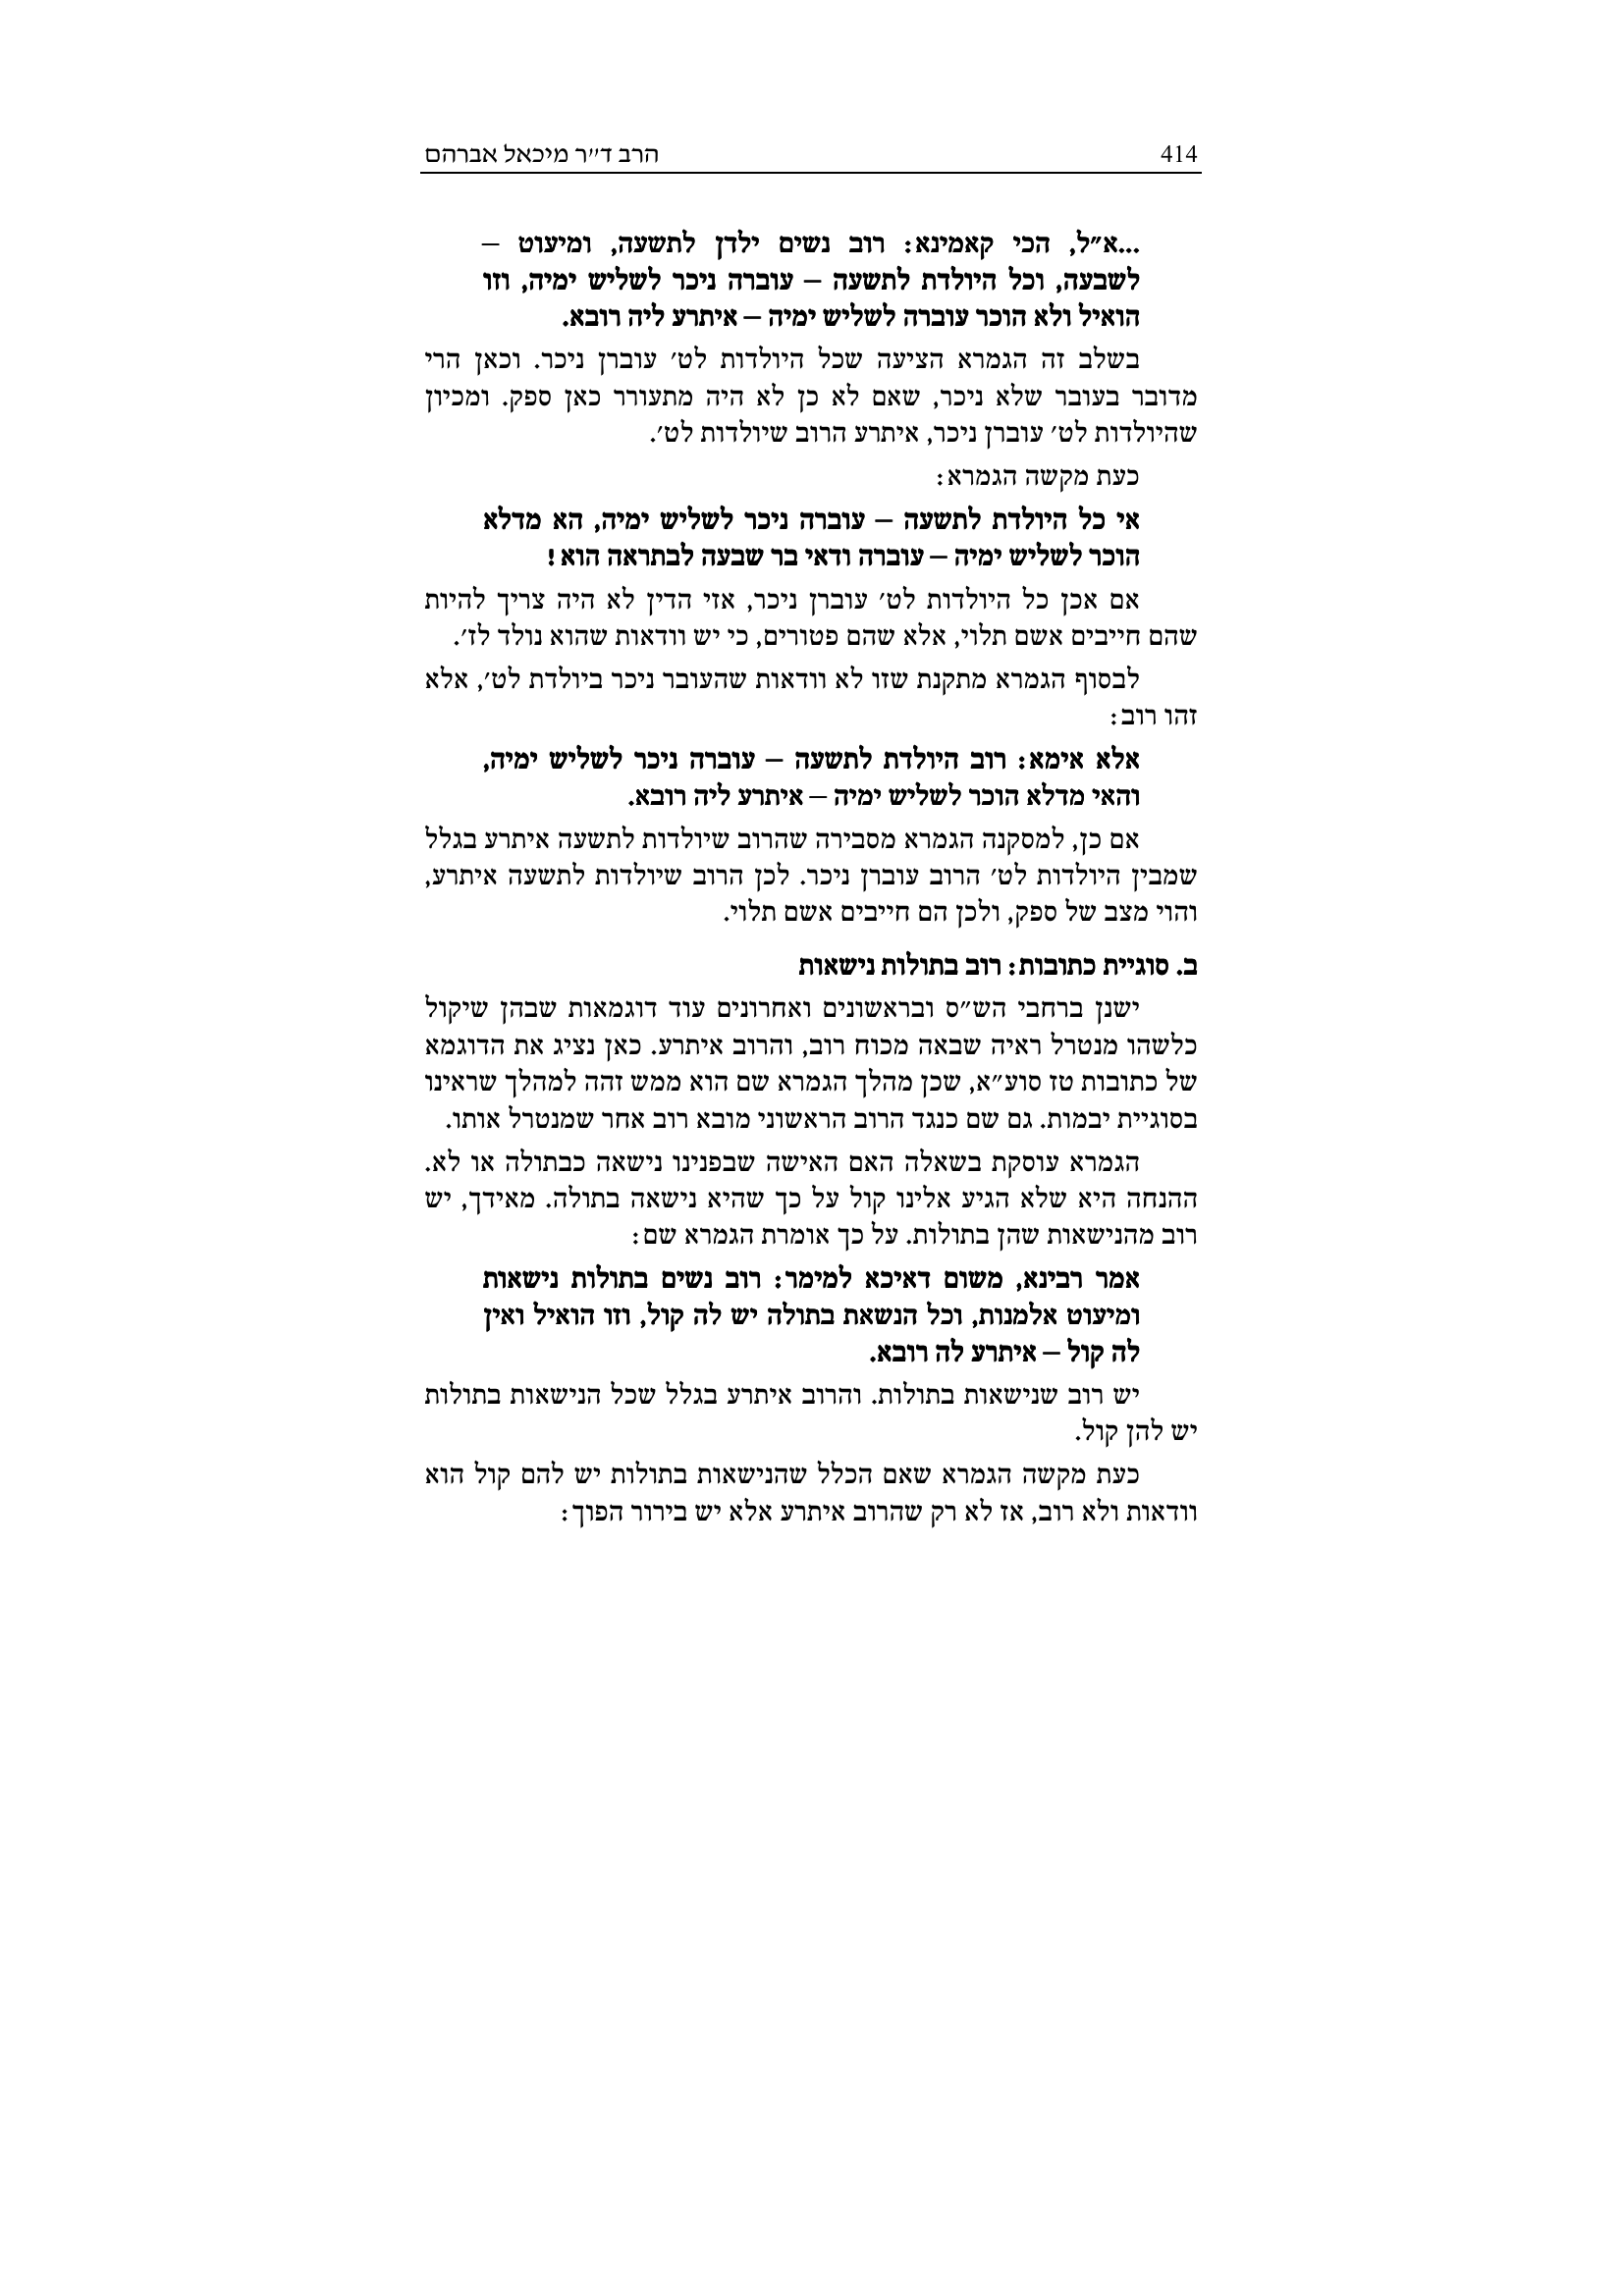 414 הרב ד״ר מיכאל אברהם
...א״ל, הכי קאמינא: רוב נשים ילדן לתשעה, ומיעוט –
לשבעה, וכל היולדת לתשעה – עוברה ניכר לשליש ימיה, וזו
הואיל ולא הוכר עוברה לשליש ימיה – איתרע ליה רובא.
בשלב זה הגמרא הציעה שכל היולדות לט׳ עוברן ניכר. וכאן הרי
מדובר בעובר שלא ניכר, שאם לא כן לא היה מתעורר כאן ספק. ומכיון
שהיולדות לט׳ עוברן ניכר, איתרע הרוב שיולדות לט׳.
כעת מקשה הגמרא:
אי כל היולדת לתשעה – עוברה ניכר לשליש ימיה, הא מדלא
הוכר לשליש ימיה – עוברה ודאי בר שבעה לבתראה הוא!
אם אכן כל היולדות לט׳ עוברן ניכר, אזי הדין לא היה צריך להיות
שהם חייבים אשם תלוי, אלא שהם פטורים, כי יש וודאות שהוא נולד לז׳.
לבסוף הגמרא מתקנת שזו לא וודאות שהעובר ניכר ביולדת לט׳, אלא
זהו רוב:
אלא אימא: רוב היולדת לתשעה – עוברה ניכר לשליש ימיה,
והאי מדלא הוכר לשליש ימיה – איתרע ליה רובא.
אם כן, למסקנה הגמרא מסבירה שהרוב שיולדות לתשעה איתרע בגלל
שמבין היולדות לט׳ הרוב עוברן ניכר. לכן הרוב שיולדות לתשעה איתרע,
והוי מצב של ספק, ולכן הם חייבים אשם תלוי.
ב. סוגיית כתובות: רוב בתולות נישאות
ישנן ברחבי הש״ס ובראשונים ואחרונים עוד דוגמאות שבהן שיקול
כלשהו מנטרל ראיה שבאה מכוח רוב, והרוב איתרע. כאן נציג את הדוגמא
של כתובות טז סוע״א, שכן מהלך הגמרא שם הוא ממש זהה למהלך שראינו
בסוגיית יבמות. גם שם כנגד הרוב הראשוני מובא רוב אחר שמנטרל אותו.
הגמרא עוסקת בשאלה האם האישה שבפנינו נישאה כבתולה או לא.
ההנחה היא שלא הגיע אלינו קול על כך שהיא נישאה בתולה. מאידך, יש
רוב מהנישאות שהן בתולות. על כך אומרת הגמרא שם:
אמר רבינא, משום דאיכא למימר: רוב נשים בתולות נישאות
ומיעוט אלמנות, וכל הנשאת בתולה יש לה קול, וזו הואיל ואין
לה קול – איתרע לה רובא.
יש רוב שנישאות בתולות. והרוב איתרע בגלל שכל הנישאות בתולות
יש להן קול.
כעת מקשה הגמרא שאם הכלל שהנישאות בתולות יש להם קול הוא
וודאות ולא רוב, אז לא רק שהרוב איתרע אלא יש בירור הפוך: